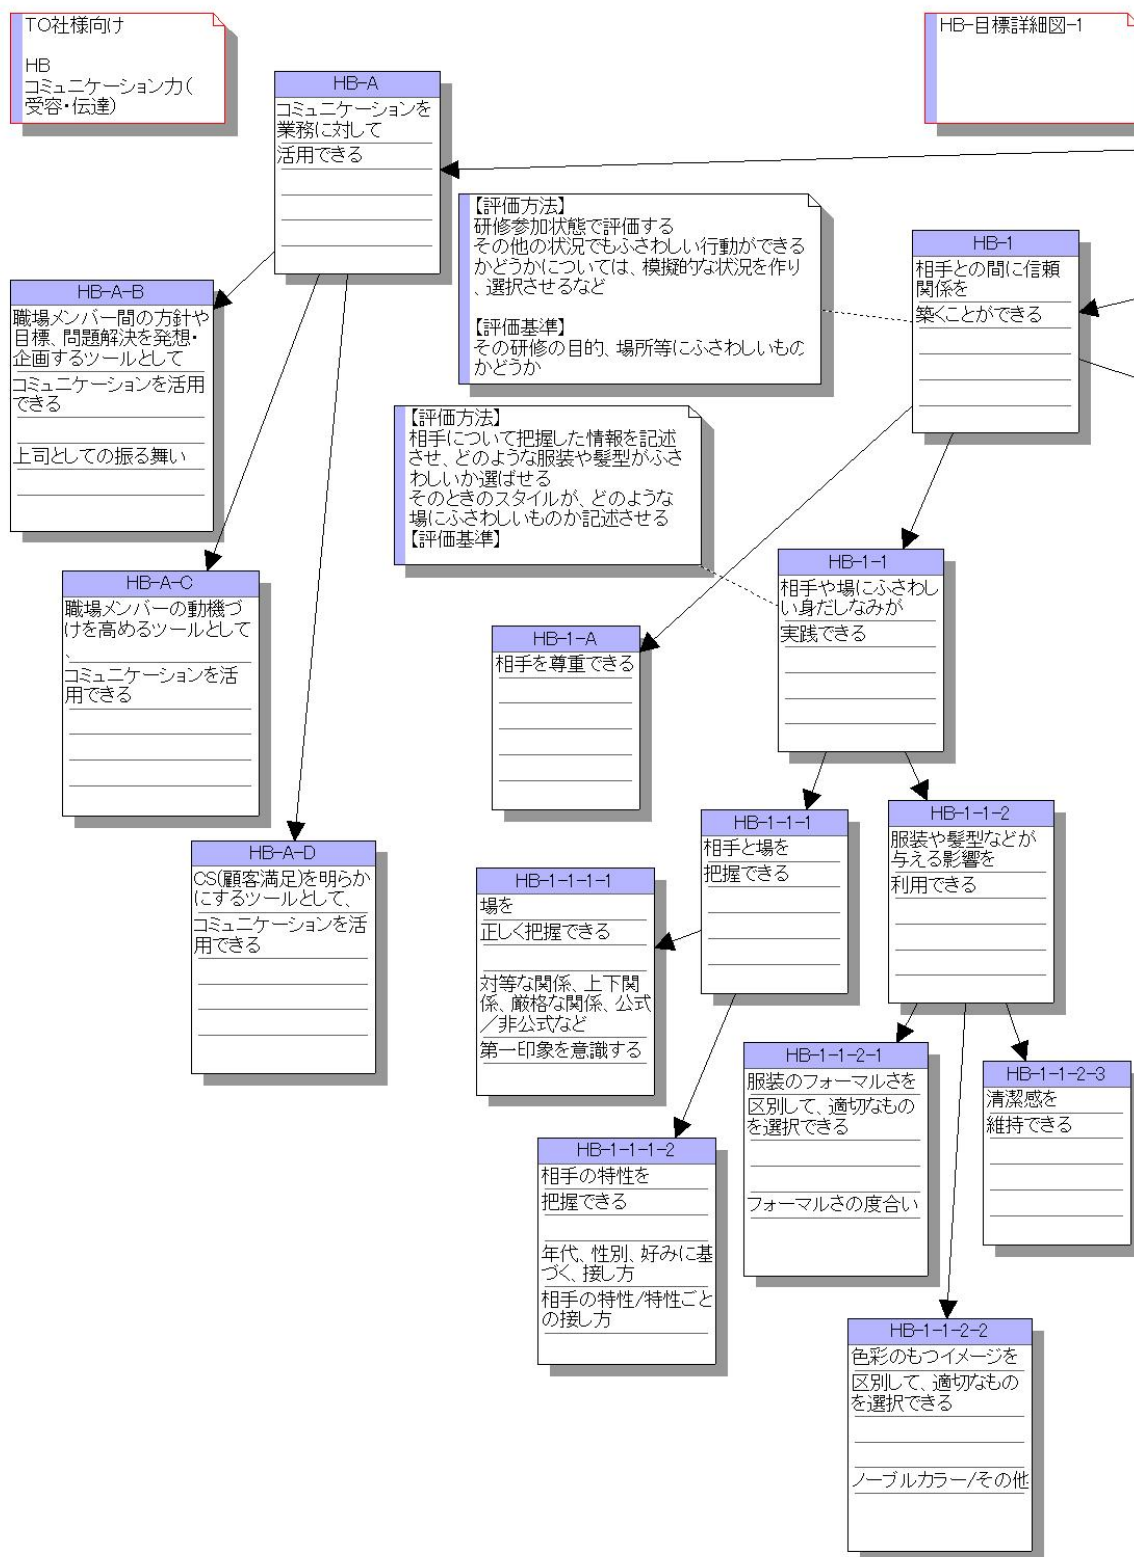 TO社様向け
HB
コミュニケーション力(
受容・伝達)
HB-目標詳細図-1
HB-A
コミュニケーションを
業務に対して
活用できる
【評価方法】
研修参加状態で評価する
その他の状況でもふさわしい行動ができる
かどうかについては、模擬的な状況を作り
、選択させるなど
【評価基準】
その研修の目的、場所等にふさわしいもの
かどうか
HB-1
相手との間に信頼
関係を
築くことができる
HB-A-B
職場メンバー間の方針や
目標、問題解決を発想・
企画するツールとして
コミュニケーションを活用
できる
上司としての振る舞い
【評価方法】
相手について把握した情報を記述
させ、どのような服装や髪型がふさ
わしいか選ばせる
そのときのスタイルが、どのような
場にふさわしいものか記述させる
【評価基準】
HB-A-C
職場メンバーの動機づ
けを高めるツールとして
、
コミュニケーションを活
用できる
HB-1-1
相手や場にふさわし
い身だしなみが
実践できる
HB-1-A
相手を尊重できる
HB-A-D
CS(顧客満足)を明らか
にするツールとして、
コミュニケーションを活
用できる
HB-1-1-1
相手と場を
把握できる
HB-1-1-2
服装や髪型などが
与える影響を
利用できる
HB-1-1-1-1
場を
正しく把握できる
対等な関係、上下関
係、厳格な関係、公式
/非公式など
第一印象を意識する
HB-1-1-2-1
服装のフォーマルさを
区別して、適切なもの
を選択できる
フォーマルさの度合い
HB-1-1-2-3
清潔感を
維持できる
HB-1-1-1-2
相手の特性を
把握できる
年代、性別、好みに基
づく、接し方
相手の特性/特性ごと
の接し方
HB-1-1-2-2
色彩のもつイメージを
区別して、適切なもの
を選択できる
ノーブルカラー/その他